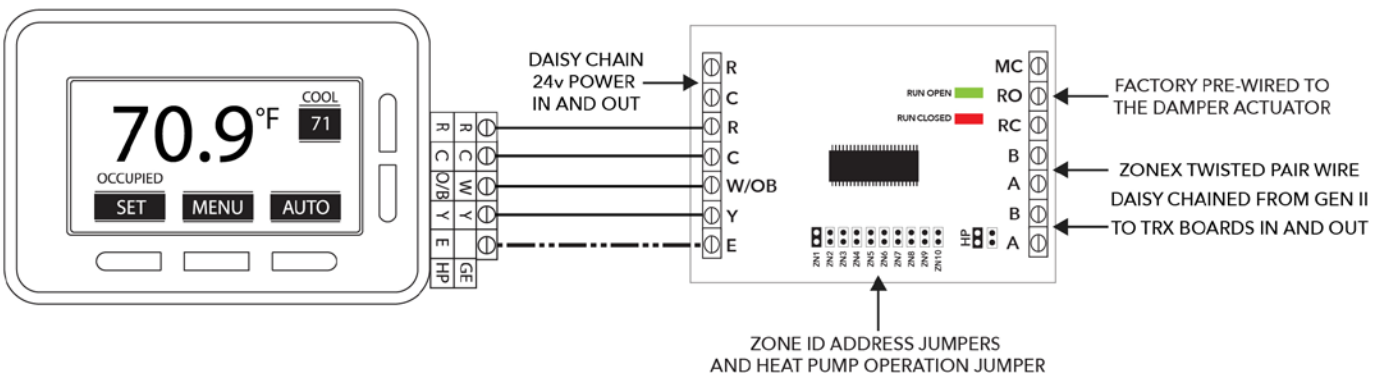 70.9°F
COOL
71
OCCUPIED
SET
MENU
AUTO
R
C
O/B
Y
E
HP
R
C
W
Y
GE
DAISY CHAIN
24v POWER
IN AND OUT
R
C
R
C
W/OB
Y
E
RUN OPEN
RUN CLOSED
ZN1
ZN2
ZN3
ZN4
ZN5
ZN6
ZN7
ZN8
ZN9
ZN10
HP
MC
RO
RC
B
A
B
A
FACTORY PRE-WIRED TO
THE DAMPER ACTUATOR
ZONEX TWISTED PAIR WIRE
DAISY CHAINED FROM GEN II
TO TRX BOARDS IN AND OUT
ZONE ID ADDRESS JUMPERS
AND HEAT PUMP OPERATION JUMPER